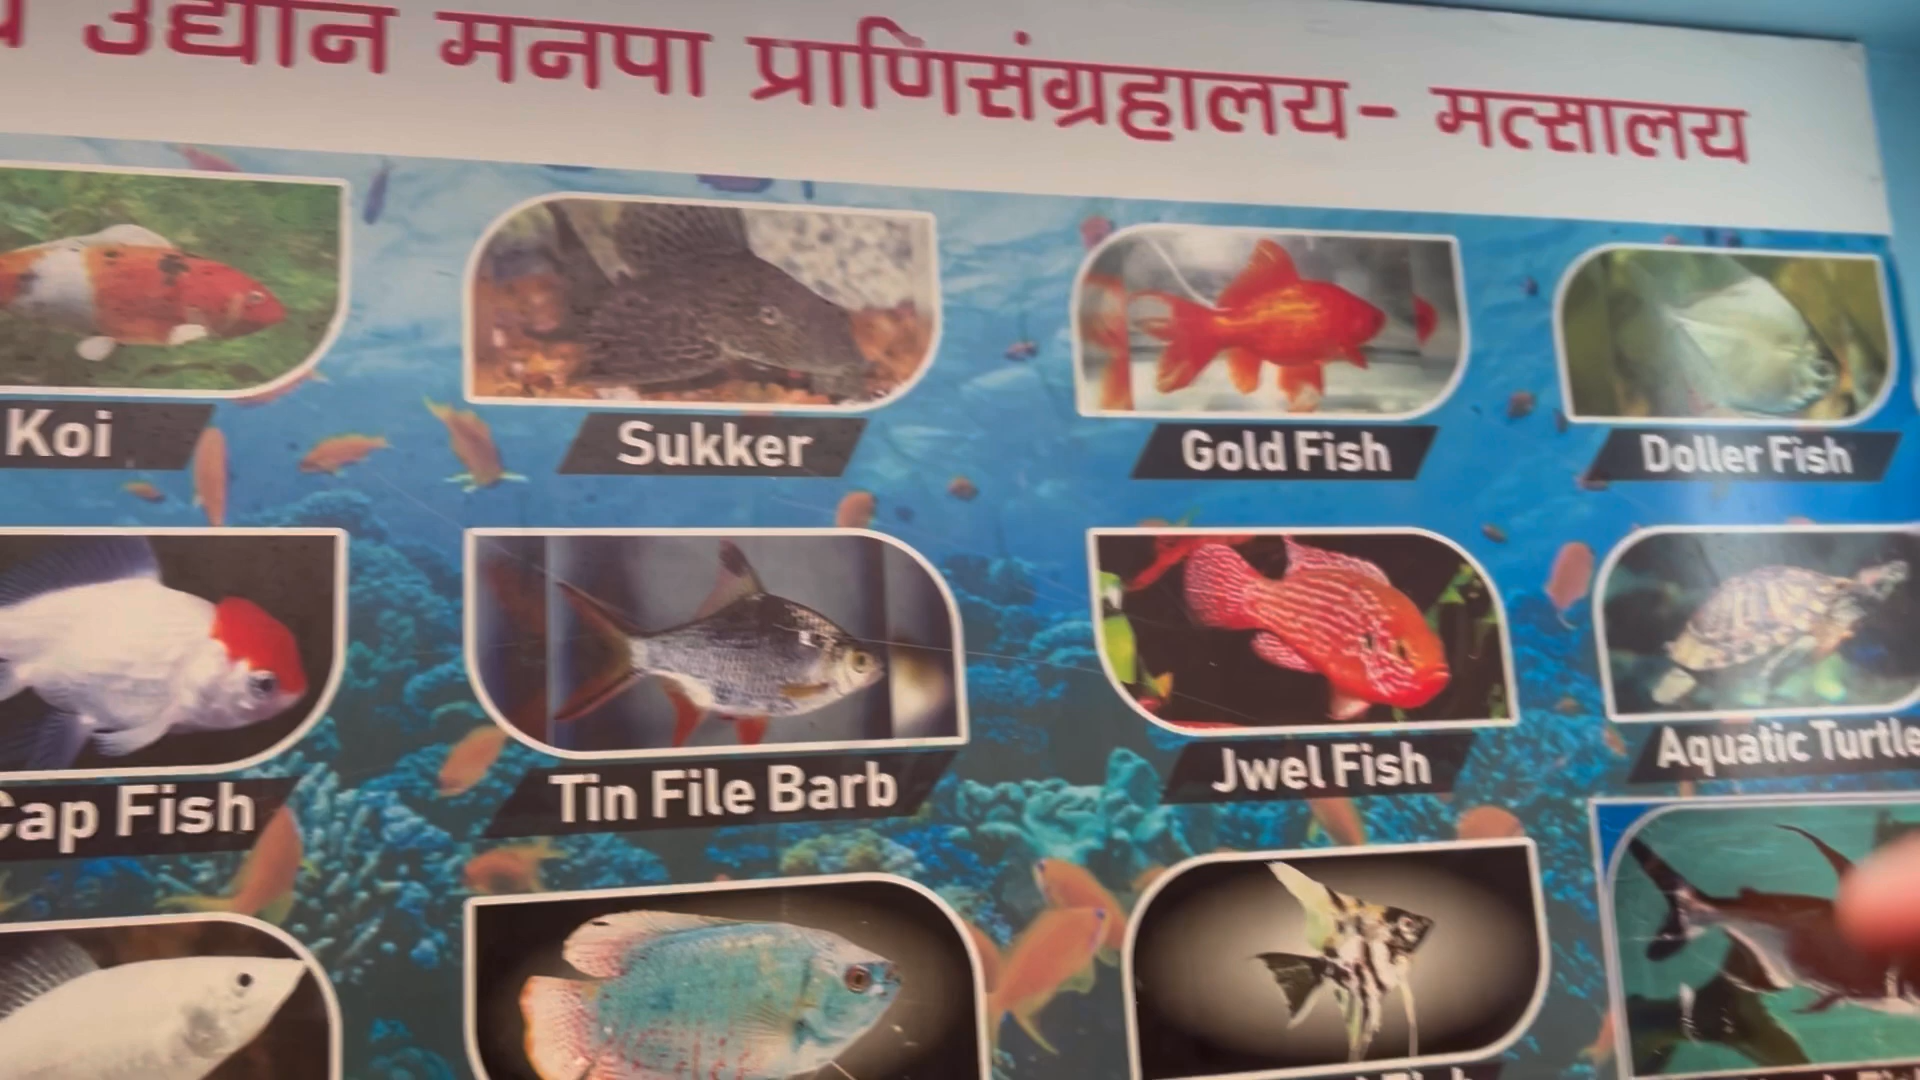 उद्यान मनपा प्राणिसंग्रहालय- मत्सालय
Koi
Sukker
Gold Fish
Doller Fish
Cap Fish
Tin File Barb
Jwel Fish
Aquatic Turtle